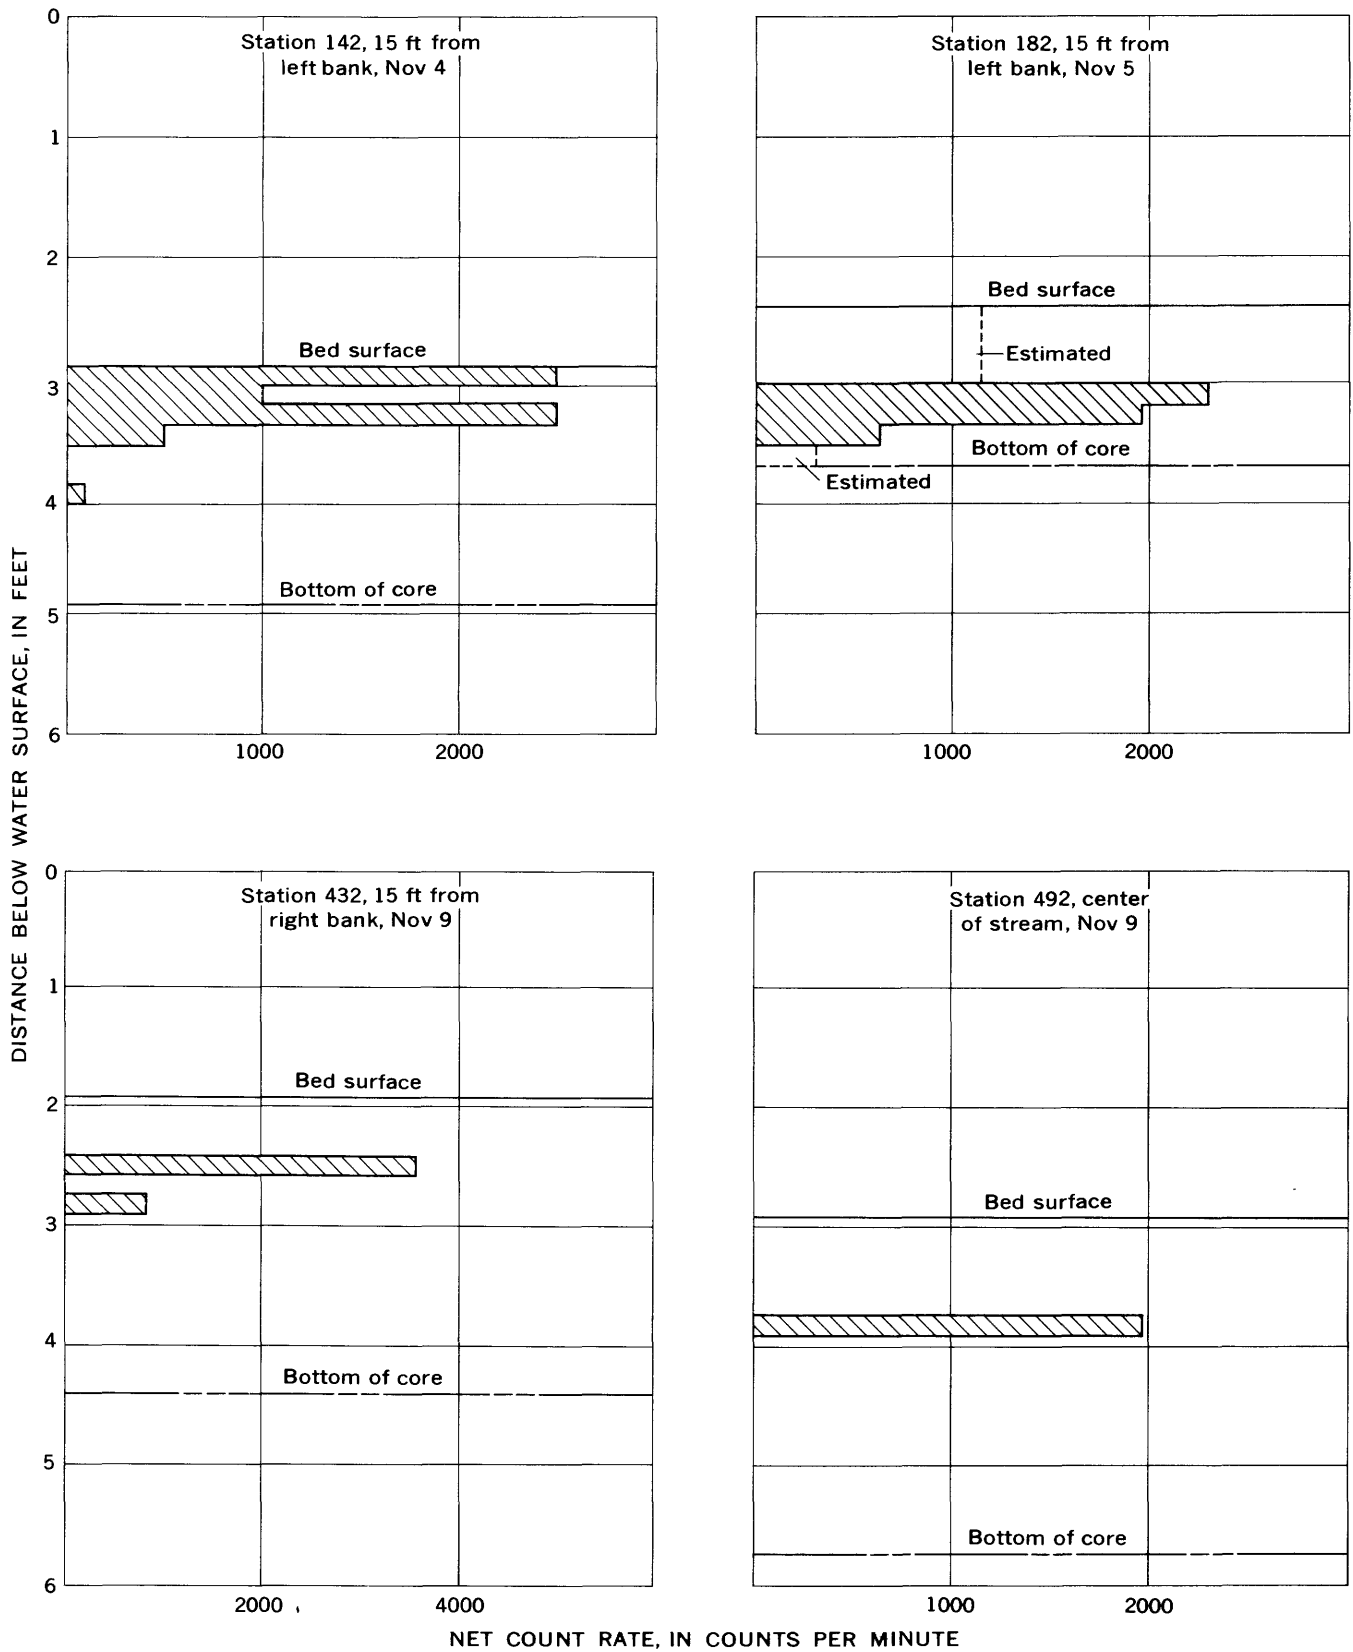 0
Station 142, 15 ft from
left bank, Nov 4
1
2
Bed surface
3
4
Bottom of core
5
6
1000 2000
Station 182, 15 ft from
left bank, Nov 5
Bed surface
Estimated
Bottom of core
Estimated
1000 2000
DISTANCE BELOW WATER SURFACE, IN FEET
0
Station 432, 15 ft from
right bank, Nov 9
1
Bed surface
2
3
4
Bottom of core
5
6
2000 4000
Station 492, center
of stream, Nov 9
Bed surface
Bottom of core
1000 2000
NET COUNT RATE, IN COUNTS PER MINUTE